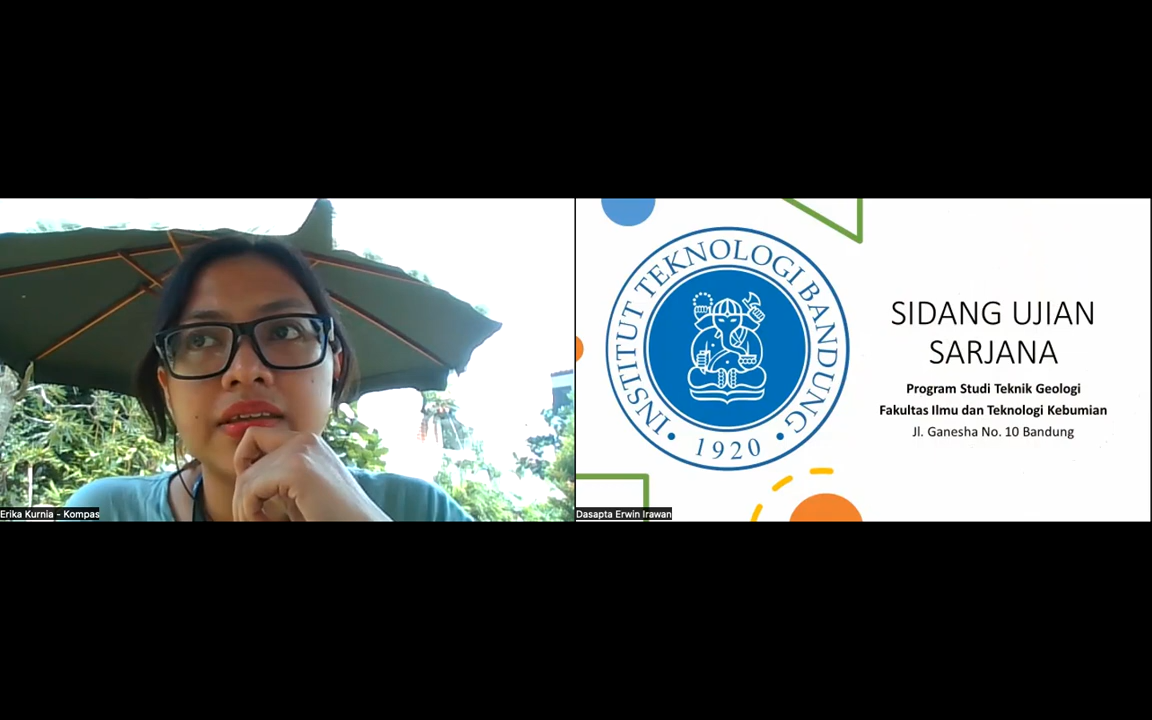 Erika Kurnia - Kompas
INSTITUT TEKNOLOGI BANDUNG
1920
SIDANG UJIAN
SARJANA
Program Studi Teknik Geologi
Fakultas Ilmu dan Teknologi Kebumian
Jl. Ganesha No. 10 Bandung
Dasapta Erwin Irawan